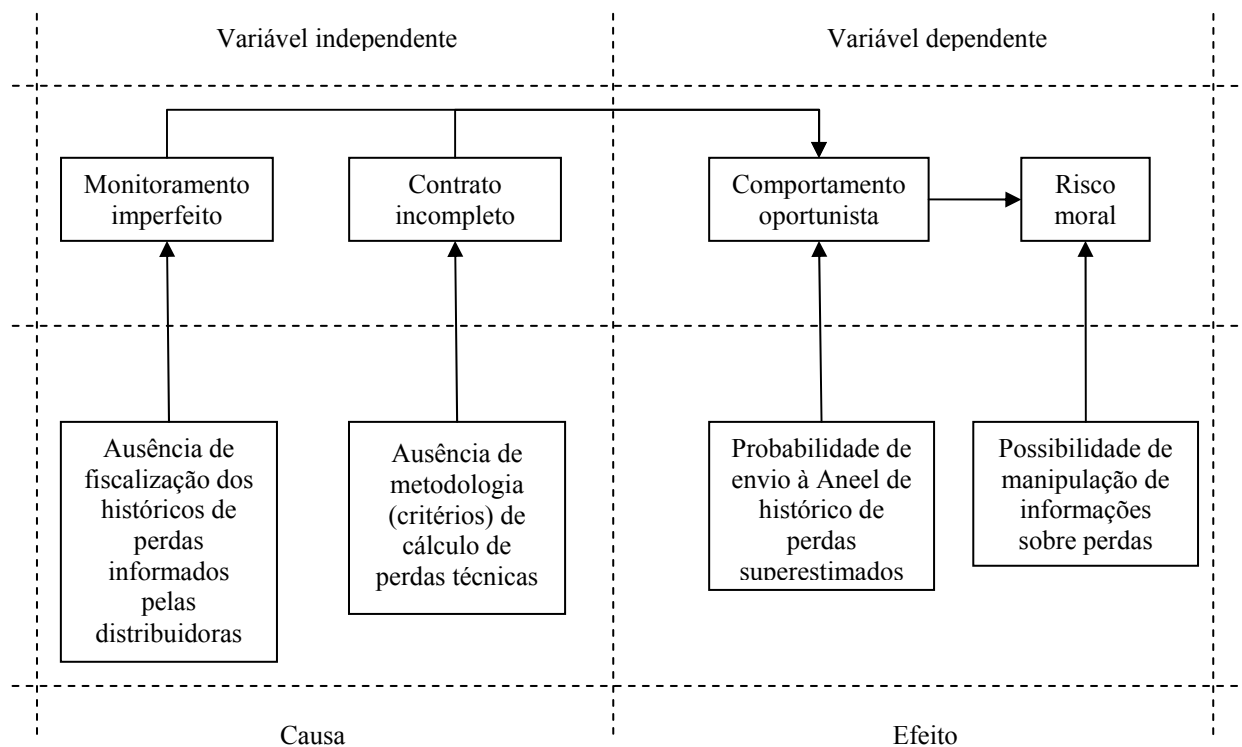 Variável independente
Variável dependente
Monitoramento
imperfeito
Contrato
incompleto
Comportamento
oportunista
Risco
moral
Ausência de
fiscalização dos
históricos de
perdas
informados
pelas
distribuidoras
Ausência de
metodologia
(critérios) de
cálculo de
perdas técnicas
Probabilidade de
envio à Aneel de
histórico de
perdas
superestimados
Possibilidade de
manipulação de
informações
sobre perdas
Causa
Efeito